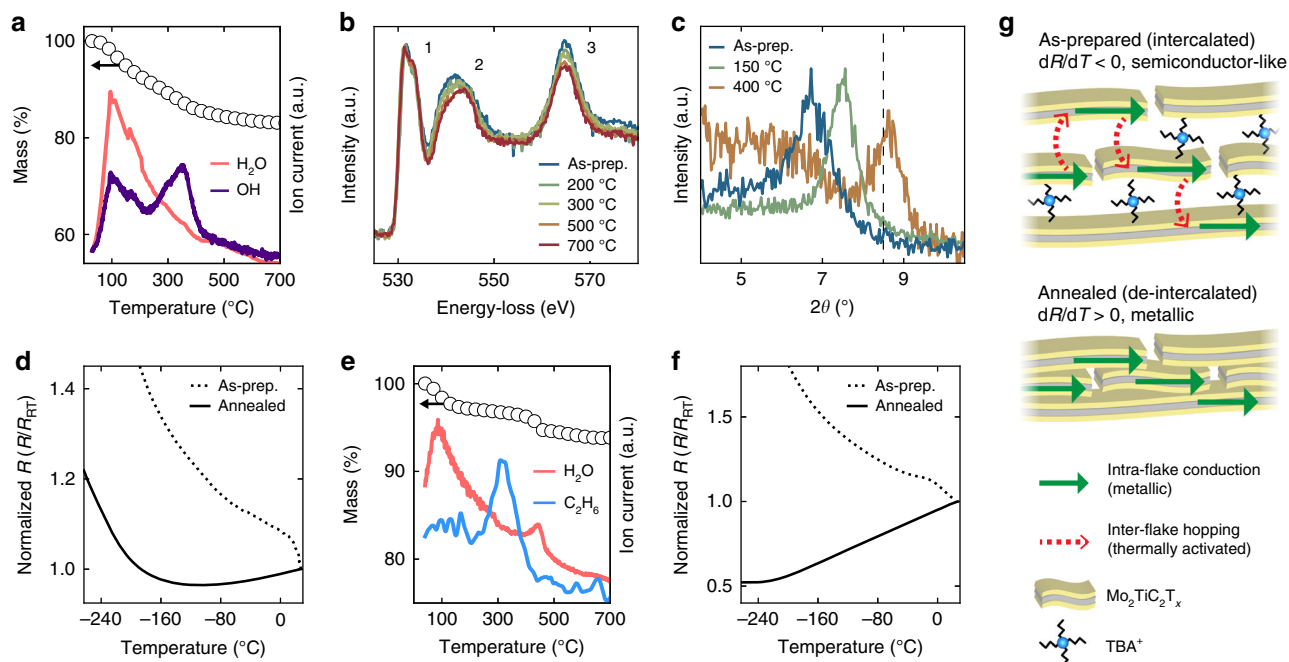 a
100
80
60
Mass (%)
H2O
OH
Ion current (a.u.)
100
300
500
700
Temperature (°C)
b
1
2
3
Intensity (a.u.)
As-prep.
200 °C
300 °C
500 °C
700 °C
530
550
570
Energy-loss (eV)
c
As-prep.
150 °C
400 °C
Intensity (a.u.)
5
7
9
2θ (°)
d
1.4
1.2
1.0
Normalized R (R/RRT)
As-prep.
Annealed
−240
−160
−80
0
Temperature (°C)
e
100
90
80
Mass (%)
H2O
C2H6
Ion current (a.u.)
100
300
500
700
Temperature (°C)
f
1.5
1.0
0.5
Normalized R (R/RRT)
As-prep.
Annealed
−240
−160
−80
0
Temperature (°C)
g
As-prepared (intercalated)
dR/dT < 0, semiconductor-like
Annealed (de-intercalated)
dR/dT > 0, metallic
Intra-flake conduction
(metallic)
Inter-flake hopping
(thermally activated)
Mo2TiC2Tx
TBA+